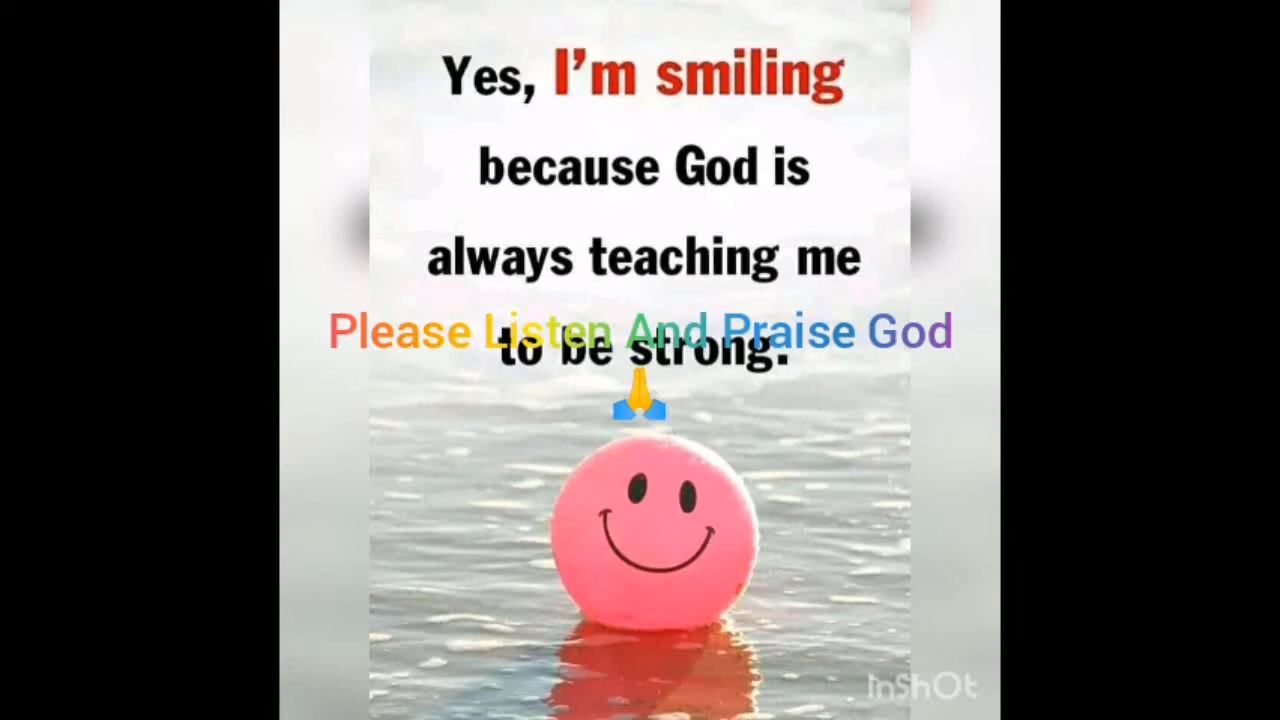 Yes, I'm smiling
because God is
always teaching me
Please Listen And Praise God
to be strong.
🙏
InShOt